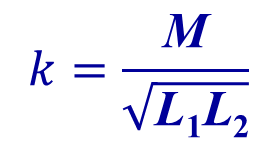 k = M / √L₁L₂